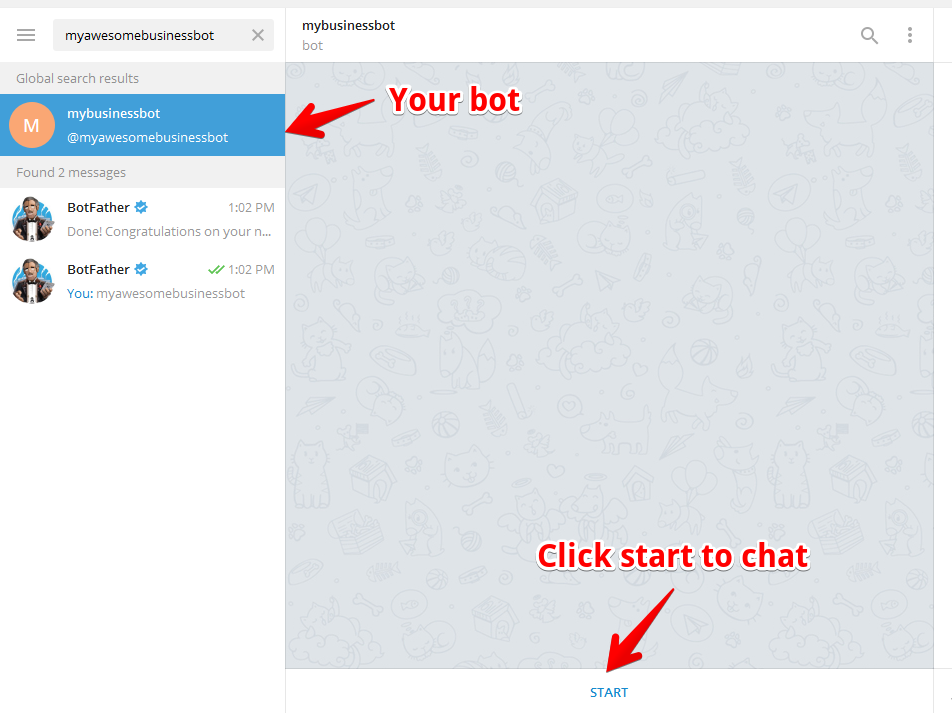 myawesomebusinessbot
mybusinessbot
bot
Global search results
mybusinessbot
@myawesomebusinessbot
Your bot
Found 2 messages
BotFather 1:02 PM
Done! Congratulations on your n...
BotFather 1:02 PM
You: myawesomebusinessbot
M
Click start to chat
START